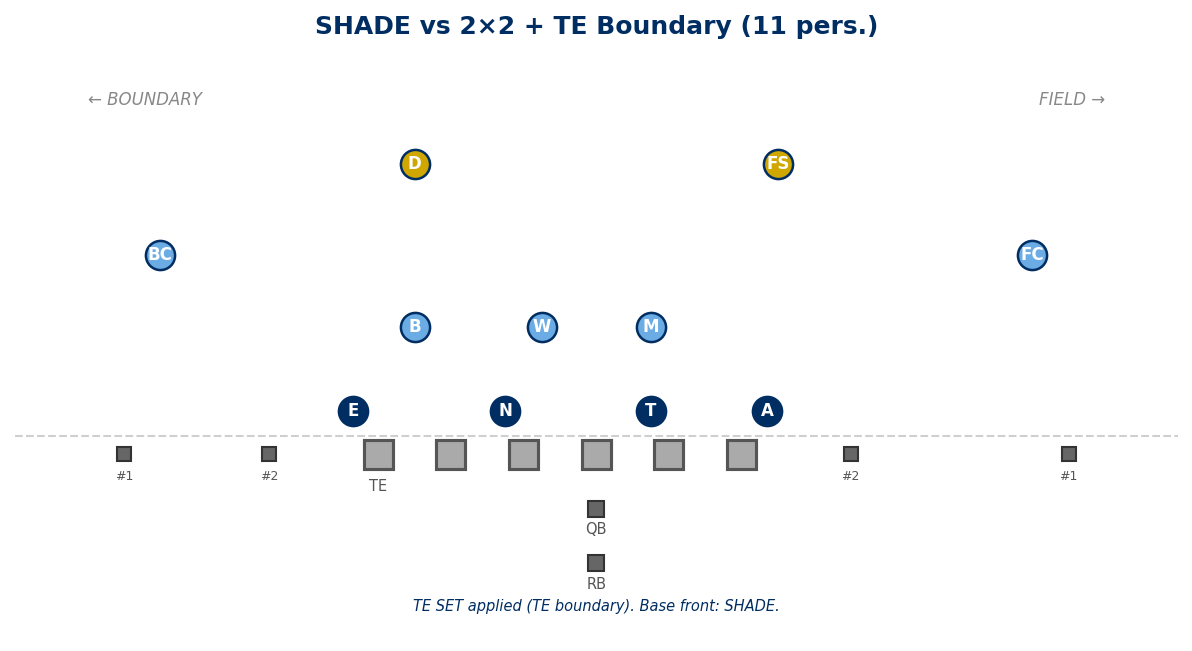 SHADE vs 2×2 + TE Boundary (11 pers.)
← BOUNDARY
FIELD →
D
FS
BC
FC
B
W
M
E
N
T
A
#1
#2
TE
#2
#1
QB
RB
TE SET applied (TE boundary). Base front: SHADE.